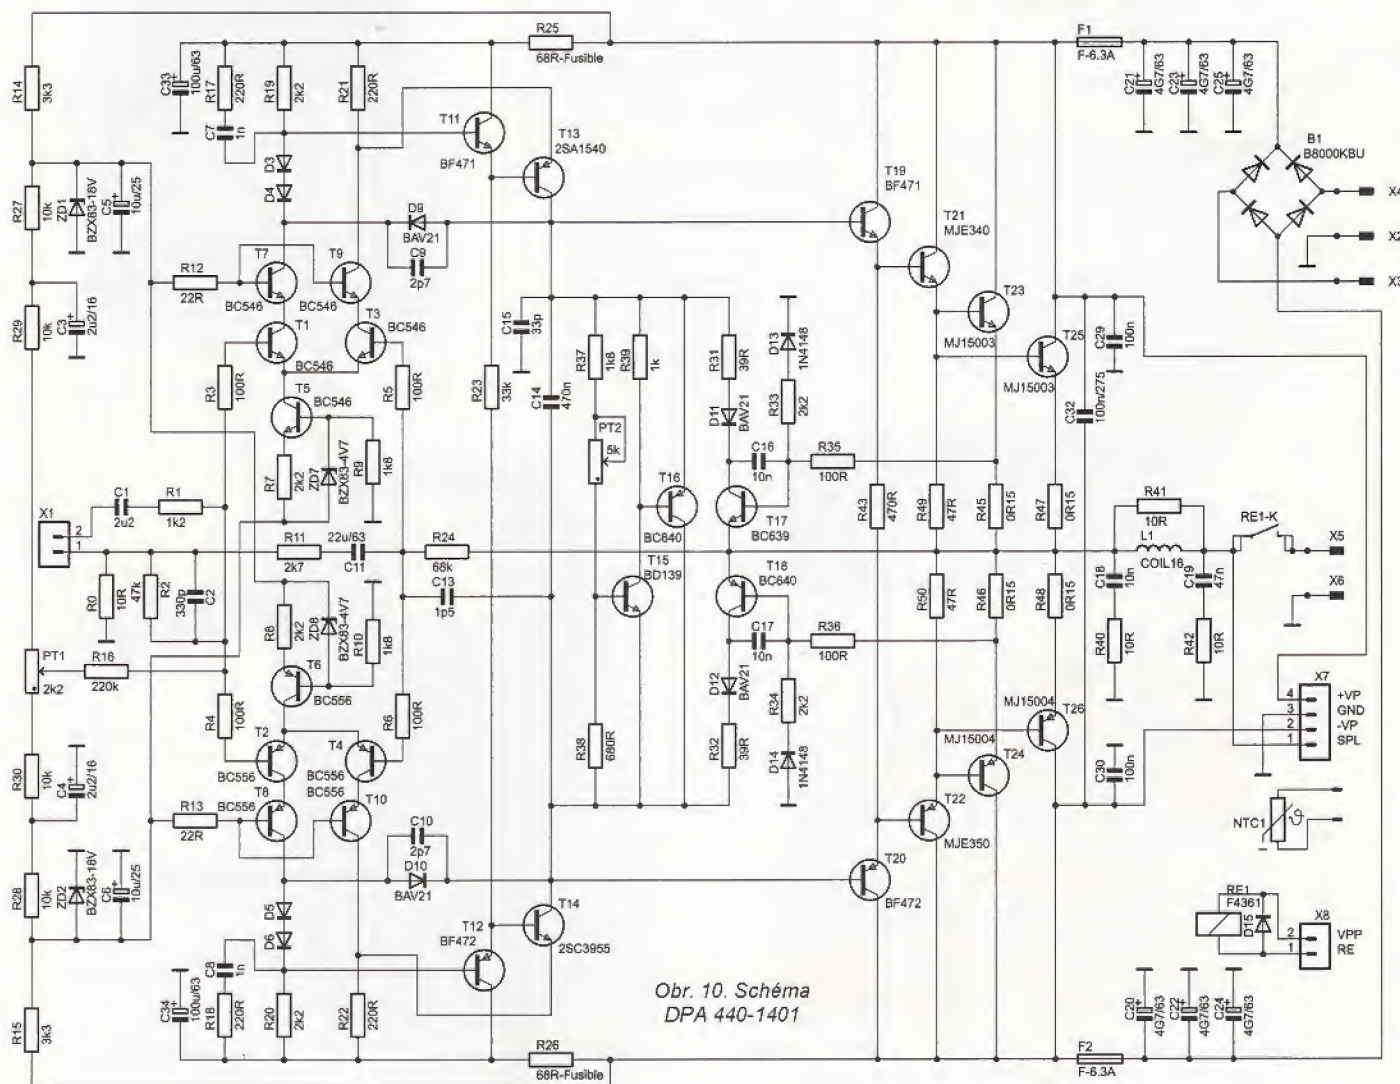 R14
3k3
C33
100u/63
+
R17
220R
R19
2k2
R21
220R
R25
68R-Fusible
F1
F-6.3A
C21
4G7/63
+
C23
4G7/63
+
C25
4G7/63
+
C7
1n
T11
BF471
T13
2SA1540
B1
B8000KBU
D3
D4
R27
10k
ZD1
BZX83-18V
C5
10u/25
+
T19
BF471
X4
X2
X3
D9
BAV21
C9
2p7
T21
MJE340
R12
22R
T7
BC546
T9
BC546
R29
10k
C3
2u2/16
+
T1
BC546
T3
BC546
C15
33p
R37
1k8
R39
1k
R31
39R
D13
1N4148
T23
MJ15003
T25
MJ15003
C29
100n
R3
100R
R5
100R
R23
33k
C14
470n
T5
BC546
D11
BAV21
R33
2k2
C32
100n/275
PT2
5k
R7
2k2
ZD7
BZX83-4V7
R9
1k8
C16
10n
R35
100R
T16
BC640
T17
BC639
R43
470R
R49
47R
R45
0R15
R47
0R15
R41
10R
RE1-K
C1
2u2
R1
1k2
X1
2
1
R11
2k7
22u/63
C11
R24
68k
L1
COIL16
X5
X6
R0
10R
R2
47k
C2
330p
C13
1p5
T15
BD139
T18
BC640
R50
47R
R46
0R15
R48
0R15
C18
10n
C19
47n
R8
2k2
ZD8
BZX83-4V7
R10
1k8
C17
10n
R36
100R
R40
10R
R42
10R
PT1
2k2
R16
220k
T6
BC556
D12
BAV21
R34
2k2
X7
4
+VP
3
GND
2
-VP
1
SPL
R4
100R
R6
100R
MJ15004
T26
T2
BC556
T4
BC556
R38
680R
R32
39R
D14
1N4148
MJ15004
T24
C30
100n
R30
10k
C4
2u2/16
+
T8
BC556
T10
R13
22R
T22
MJE350
NTC1
ϑ
C10
2p7
D10
BAV21
R28
10k
ZD2
BZX83-18V
C6
10u/25
+
T20
BF472
RE1
F4361
D15
X8
2
VPP
1
RE
D5
D6
T12
BF472
T14
2SC3955
C8
1n
C34
100u/63
+
R18
220R
R20
2k2
R22
220R
Obr. 10. Schéma
DPA 440-1401
C20
4G7/63
+
C22
4G7/63
+
C24
4G7/63
+
R15
3k3
R26
68R-Fusible
F2
F-6.3A